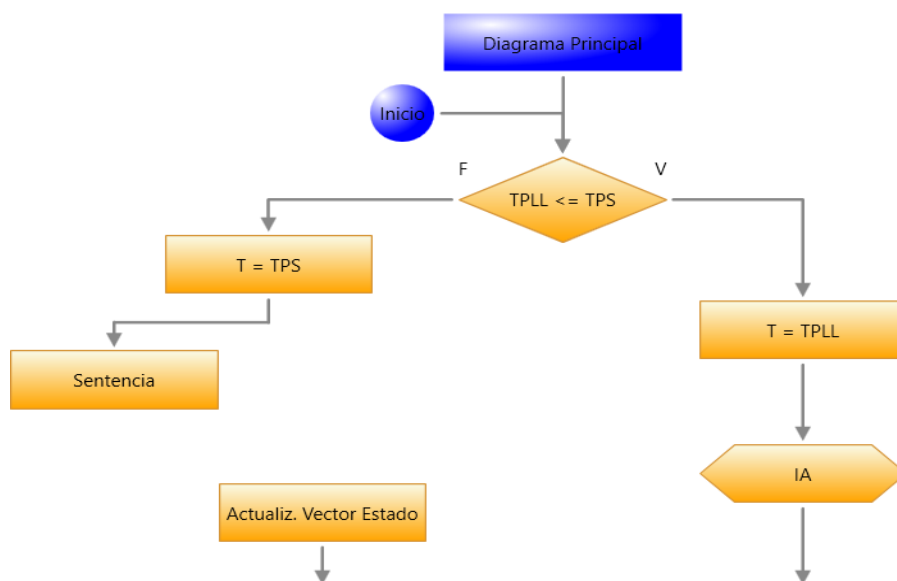 Diagrama Principal
Inicio
F
V
TPLL <= TPS
T = TPS
T = TPLL
Sentencia
IA
Actualiz. Vector Estado